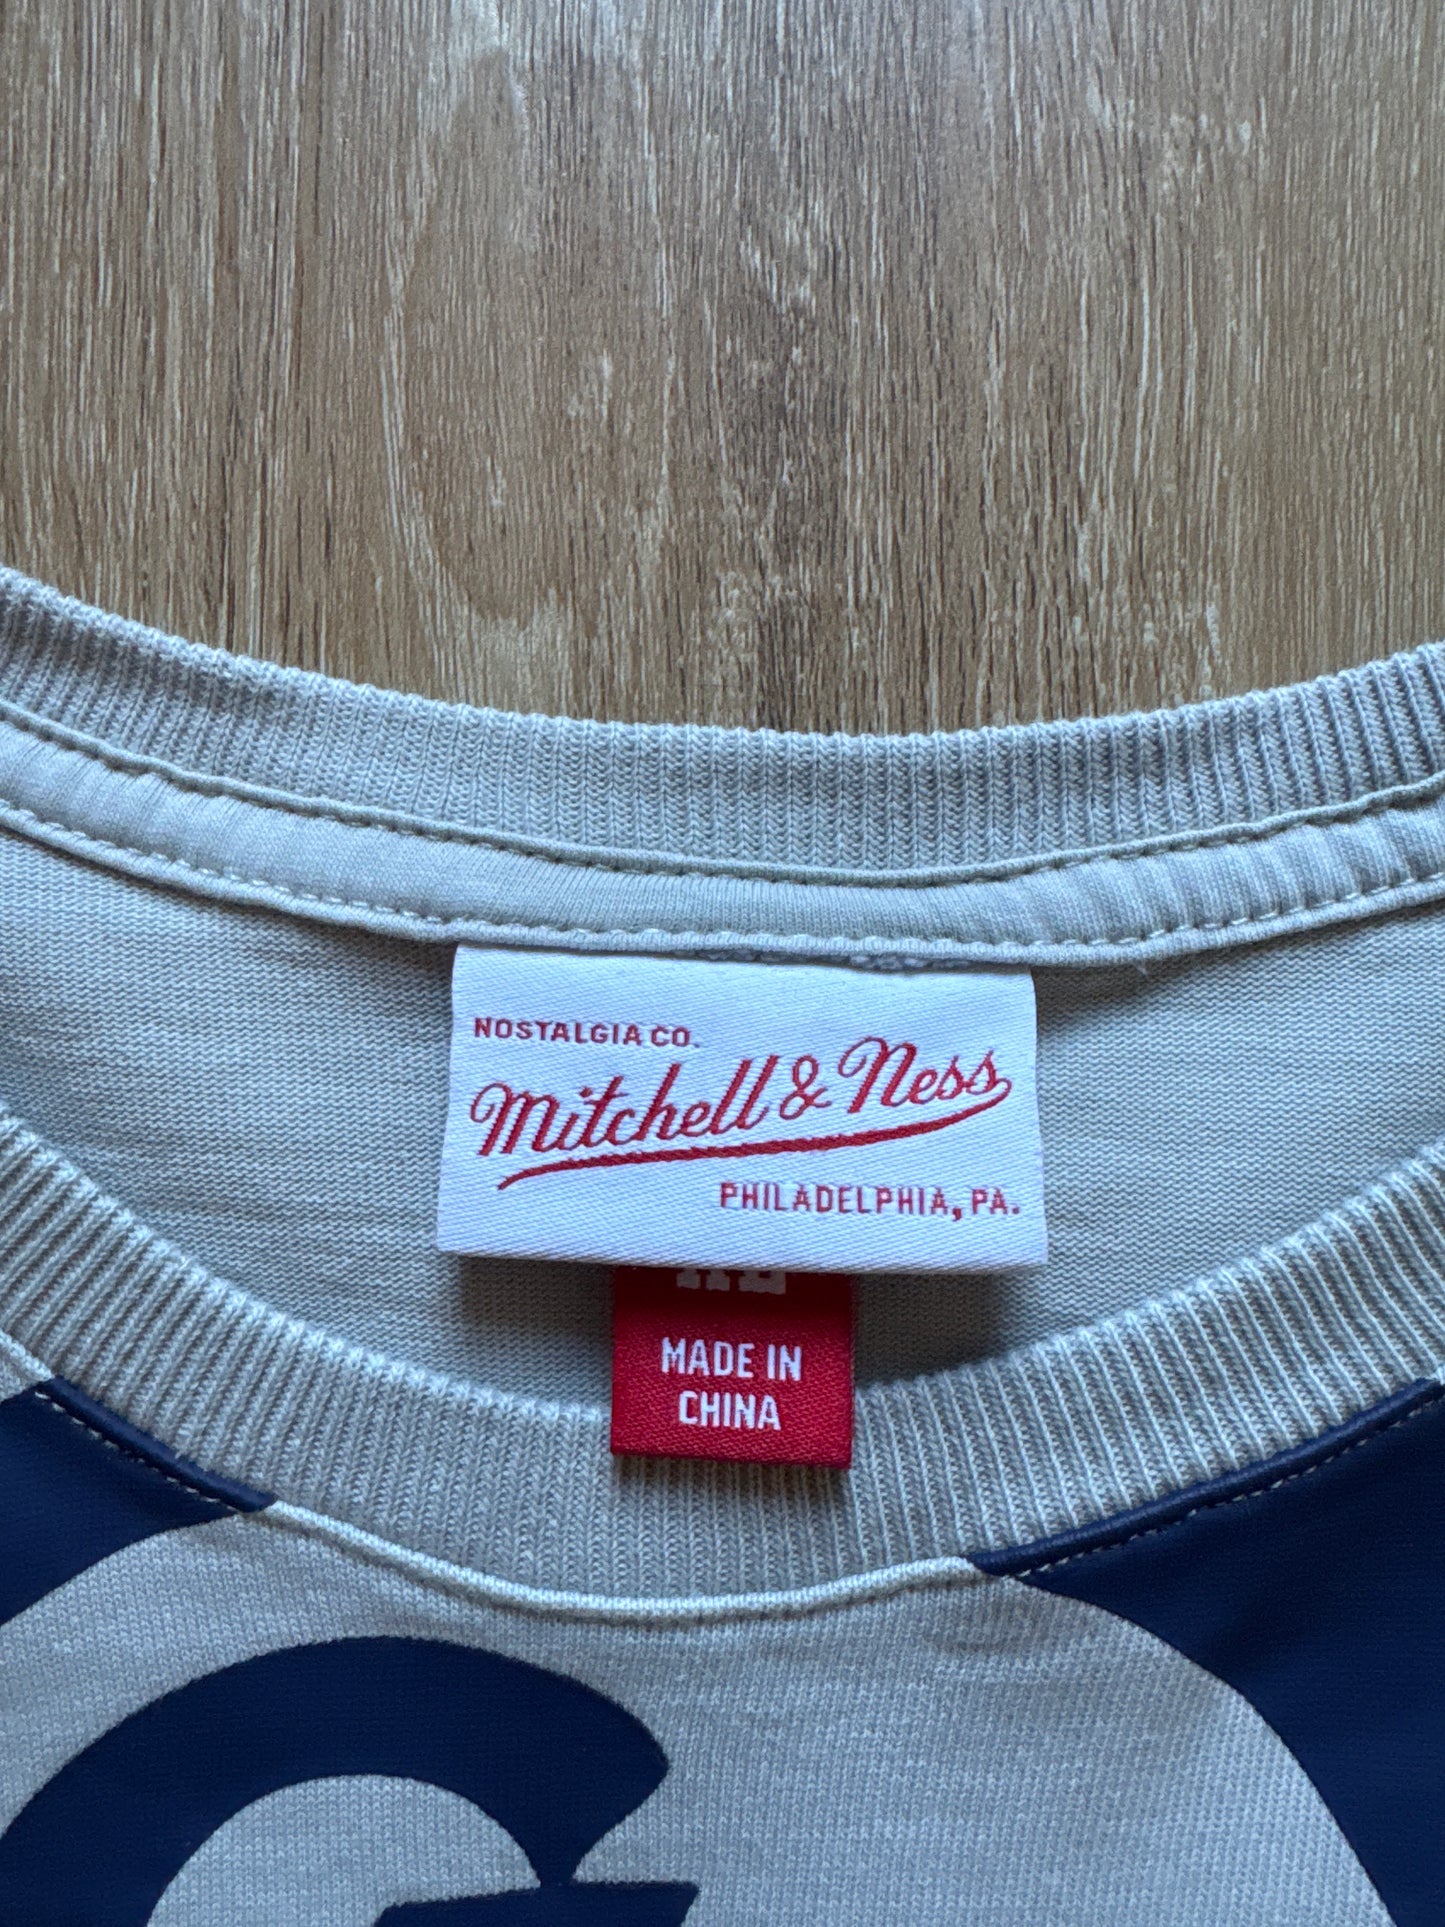 NOSTALGIA CO.
Mitchell & Ness
PHILADELPHIA, PA.
MADE IN
CHINA